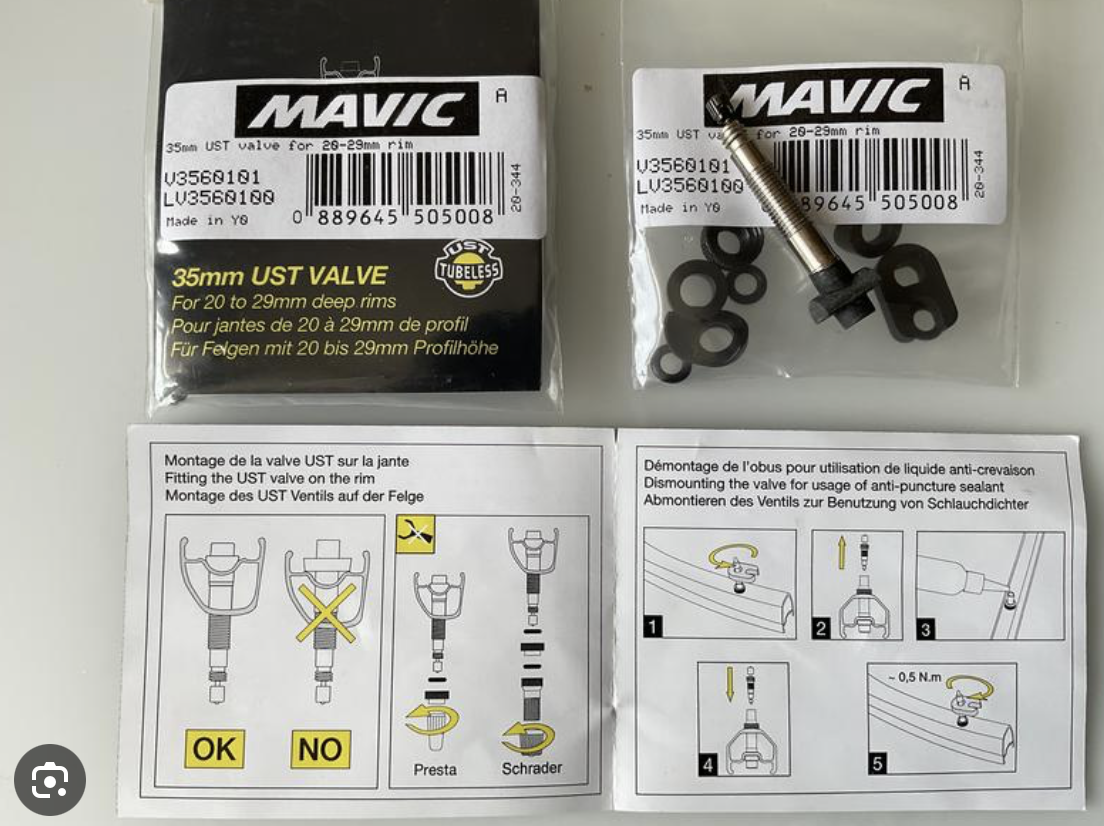 MAVIC
A
35mm UST valve for 20-29mm rim
V3560101
LV3560100
Made in Y0
0 889645 505008
20-344
UST
TUBELESS
35mm UST VALVE
For 20 to 29mm deep rims
Pour jantes de 20 à 29mm de profil
Für Felgen mit 20 bis 29mm Profilhöhe
MAVIC
A
35mm UST for 20-29mm rim
V3560101
LV3560100
Made in Y0
89645 505008
20-344
Montage de la valve UST sur la jante
Fitting the UST valve on the rim
Montage des UST Ventils auf der Felge
OK
NO
Presta
Schrader
Démontage de l'obus pour utilisation de liquide anti-crevaison
Dismounting the valve for usage of anti-puncture sealant
Abmontieren des Ventils zur Benutzung von Schlauchdichter
1
2
3
4
~ 0,5 N.m
5